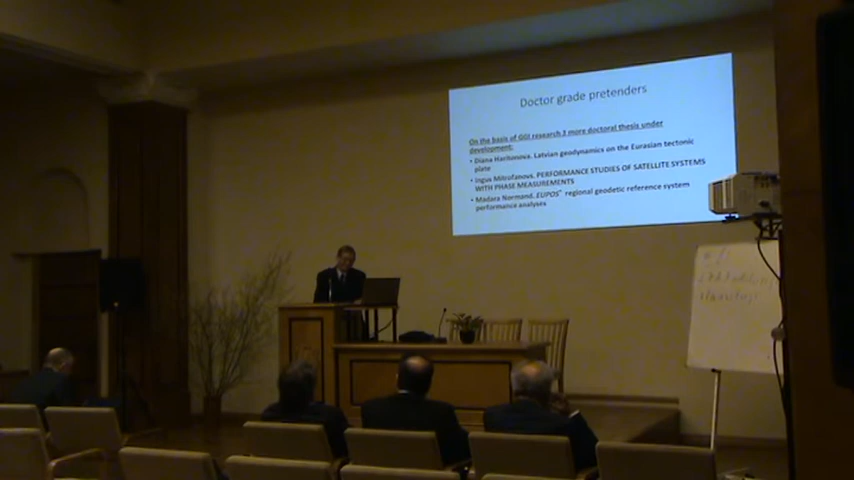 Doctor grade pretenders
On the basis of GGI research 3 more doctoral thesis under
development:
• Diana Haritonova. Latvian geodynamics on the Eurasian tectonic
plate
• Ingus Mitrofanovs. PERFORMANCE STUDIES OF SATELLITE SYSTEMS
WITH PHASE MEASUREMENTS
• Madara Normand. EUPOS® regional geodetic reference system
performance analyses